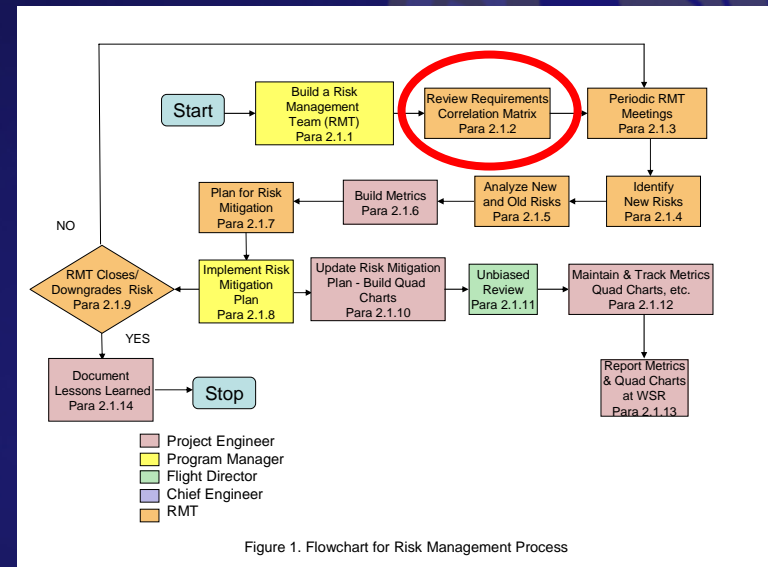 Start
Build a Risk
Management
Team (RMT)
Para 2.1.1
Review Requirements
Correlation Matrix
Para 2.1.2
Periodic RMT
Meetings
Para 2.1.3
Identify
New Risks
Para 2.1.4
Analyze New
and Old Risks
Para 2.1.5
Build Metrics
Para 2.1.6
Plan for Risk
Mitigation
Para 2.1.7
NO
RMT Closes/
Downgrades Risk
Para 2.1.9
Implement Risk
Mitigation
Plan
Para 2.1.8
Update Risk Mitigation
Plan - Build Quad
Charts
Para 2.1.10
Unbiased
Review
Para 2.1.11
Maintain & Track Metrics
Quad Charts, etc.
Para 2.1.12
YES
Document
Lessons Learned
Para 2.1.14
Stop
Report Metrics
& Quad Charts
at WSR
Para 2.1.13
Project Engineer
Program Manager
Flight Director
Chief Engineer
RMT
Figure 1. Flowchart for Risk Management Process